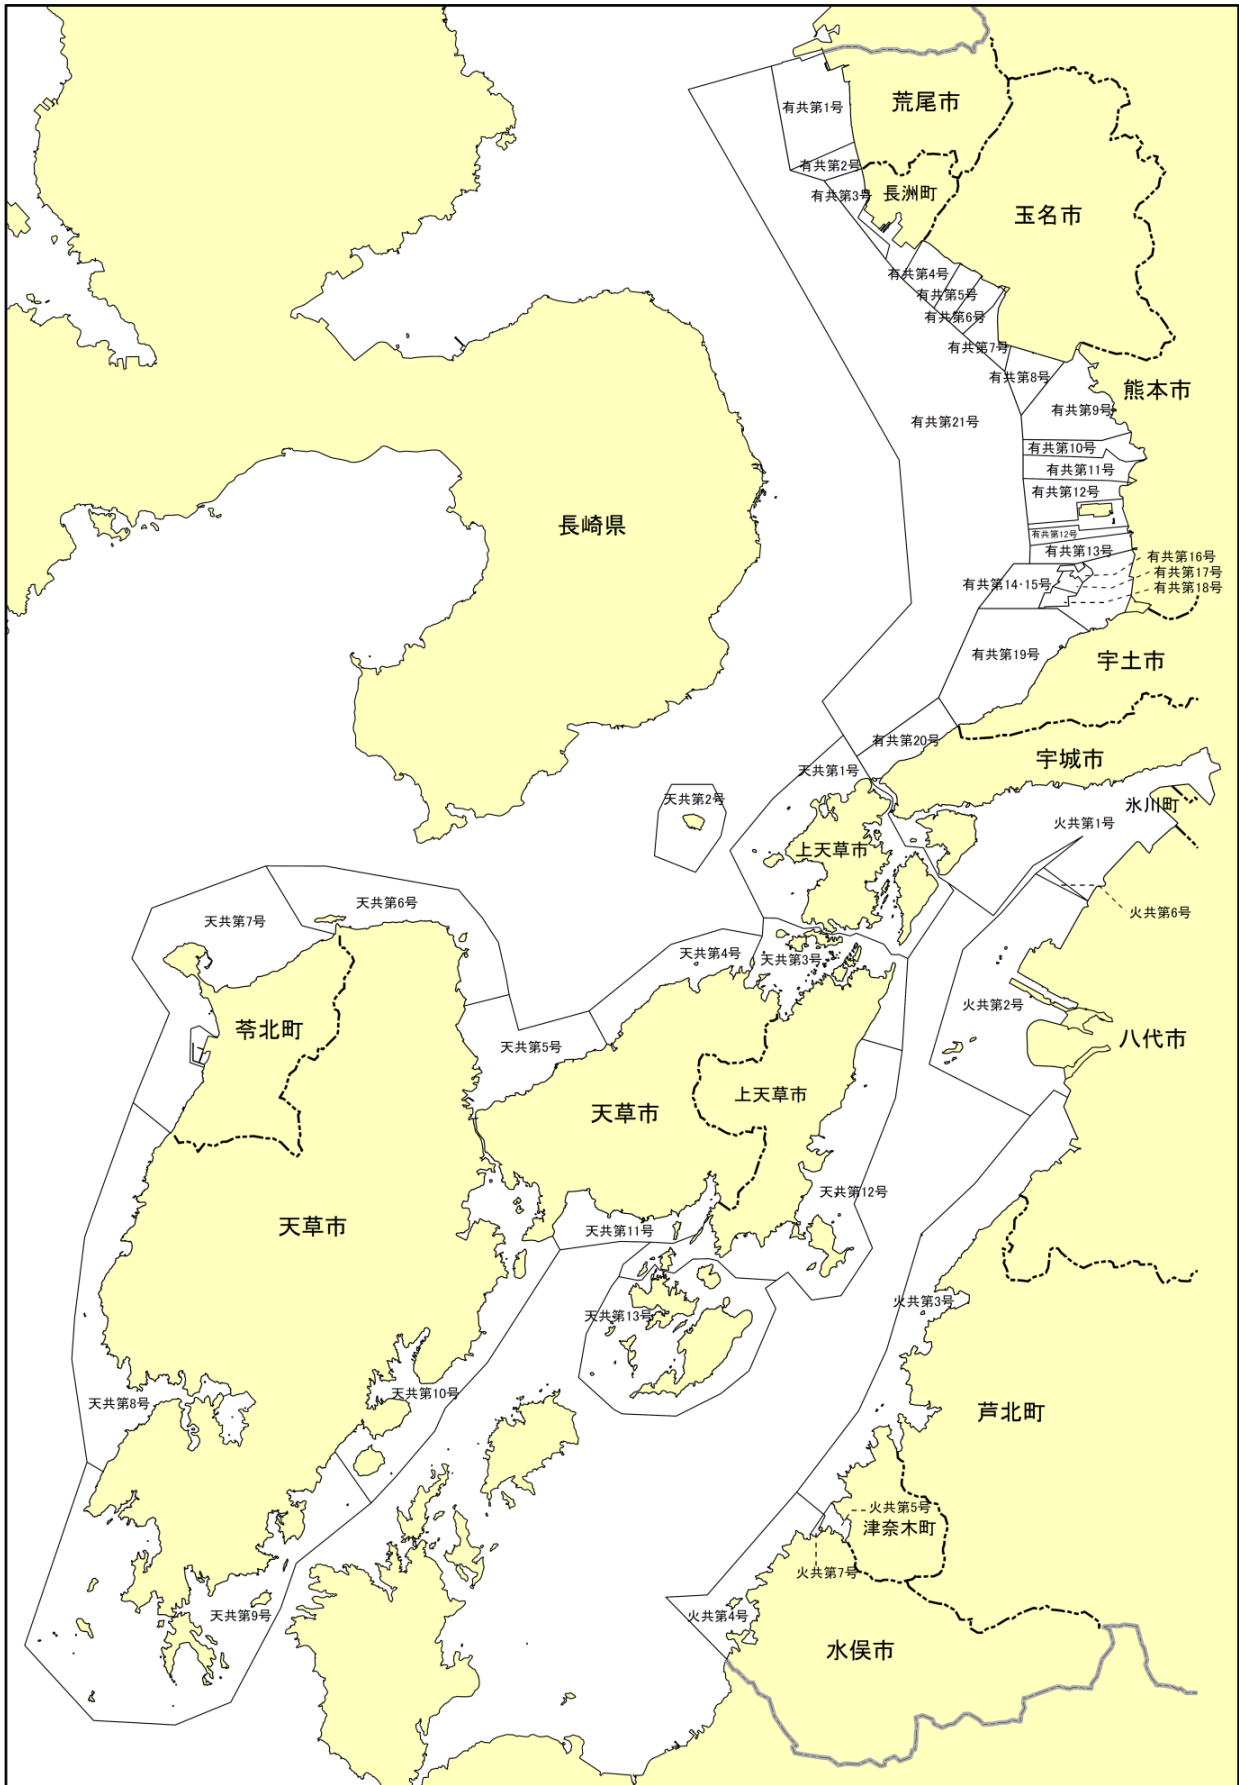 荒尾市
有共第1号
有共第2号
有共第3号
長洲町
玉名市
有共第4号
有共第5号
有共第6号
有共第7号
有共第8号
熊本市
有共第9号
有共第21号
有共第10号
有共第11号
有共第12号
長崎県
有共第12号
有共第13号
有共第16号
有共第17号
有共第14・15号
有共第18号
有共第19号
宇土市
有共第20号
宇城市
天共第1号
天共第2号
氷川町
火共第1号
上天草市
火共第6号
天共第6号
天共第7号
天共第4号
天共第3号
火共第2号
苓北町
八代市
天共第5号
上天草市
天草市
天共第12号
天草市
天共第11号
火共第3号
天共第13号
天共第10号
天共第8号
芦北町
火共第5号
津奈木町
火共第7号
天共第9号
火共第4号
水俣市